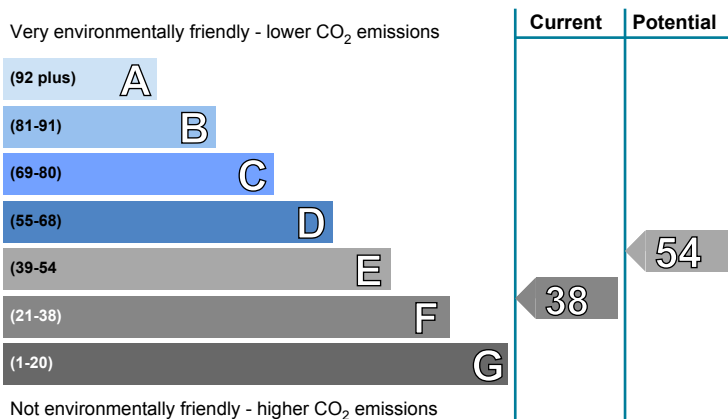 Very environmentally friendly - lower CO2 emissions
Current
Potential
(92 plus) A
(81-91) B
(69-80) C
(55-68) D
(39-54 E
54
(21-38) F
38
(1-20) G
Not environmentally friendly - higher CO2 emissions